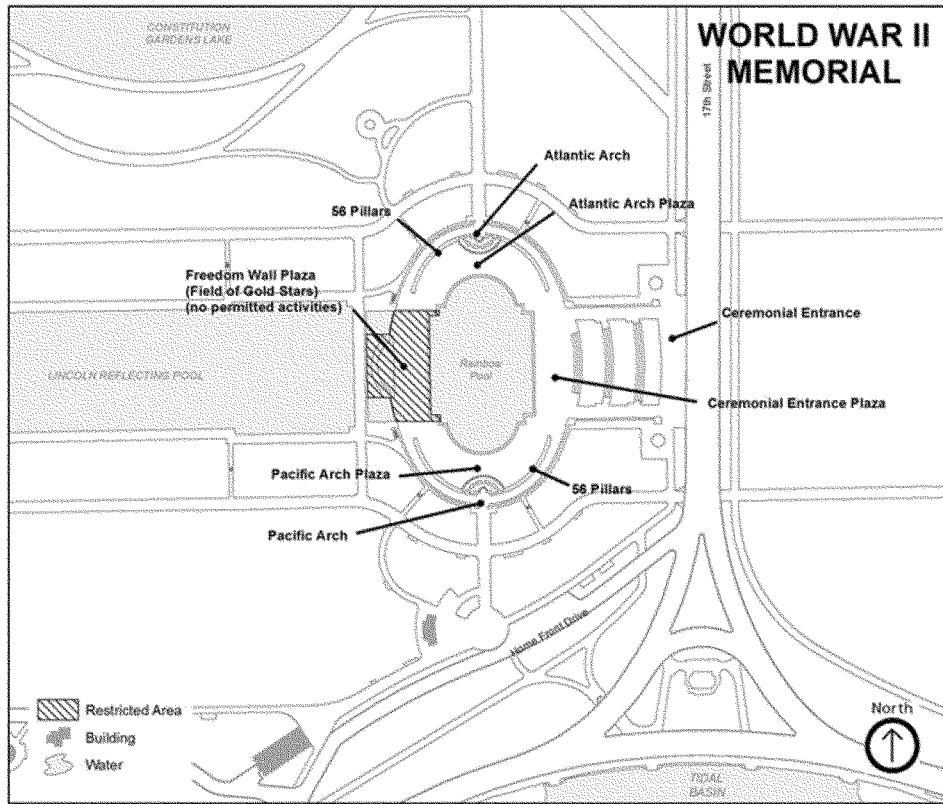 CONSTITUTION
GARDENS LAKE
WORLD WAR II
MEMORIAL
17th Street
Atlantic Arch
Atlantic Arch Plaza
56 Pillars
Freedom Wall Plaza
(Field of Gold Stars)
(no permitted activities)
Ceremonial Entrance
LINCOLN REFLECTING POOL
Rainbow
Pool
Ceremonial Entrance Plaza
Pacific Arch Plaza
56 Pillars
Pacific Arch
Home Front Drive
Restricted Area
Building
Water
North
TIDAL
BASIN